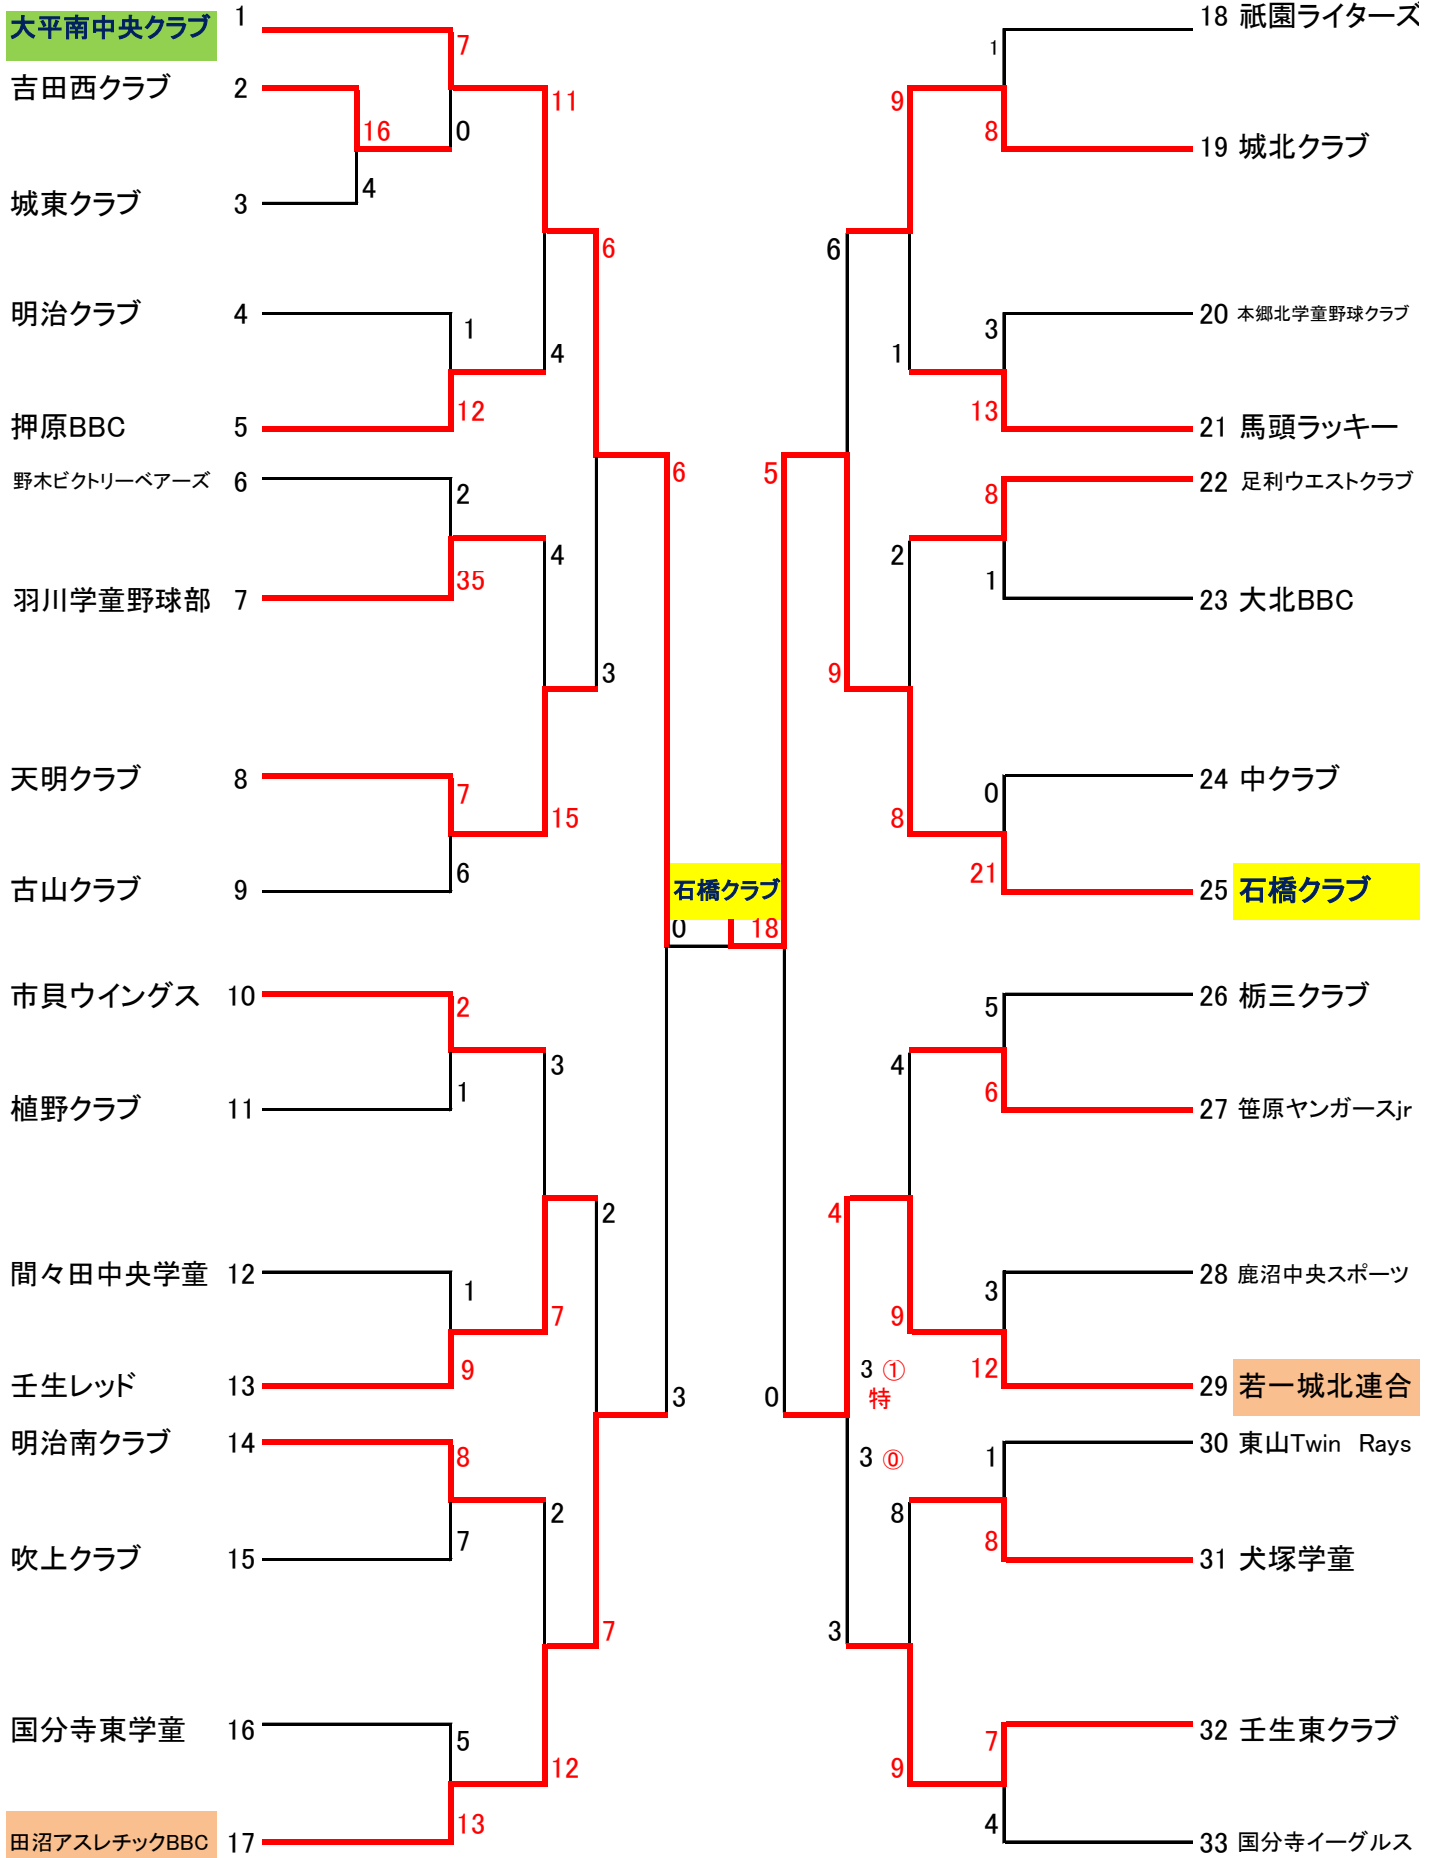 大平南中央クラブ 1
7
吉田西クラブ 2
11
16
0
城東クラブ 3
4
6
明治クラブ 4
1
4
押原BBC 5
12
野木ビクトリーベアーズ 6
2
6
4
羽川学童野球部 7
35
3
天明クラブ 8
7
15
古山クラブ 9
6
石橋クラブ
0 18
市貝ウイングス 10
2
3
植野クラブ 11
1
2
間々田中央学童 12
1
7
壬生レッド 13
9
3
明治南クラブ 14
8
2
吹上クラブ 15
7
7
国分寺東学童 16
5
12
田沼アスレチックBBC 17
13
18 祇園ライターズ
1
9
8
19 城北クラブ
6
20 本郷北学童野球クラブ
3
1
13
21 馬頭ラッキー
5
22 足利ウエストクラブ
8
2
1
23 大北BBC
9
24 中クラブ
0
8
21
25 石橋クラブ
26 栃三クラブ
5
4
6
27 笹原ヤンガースjr
4
28 鹿沼中央スポーツ
3
9
12
3 ①
特
29 若一城北連合
0
3 ⓪
30 東山Twin Rays
1
8
8
31 犬塚学童
3
32 壬生東クラブ
7
9
4
33 国分寺イーグルス